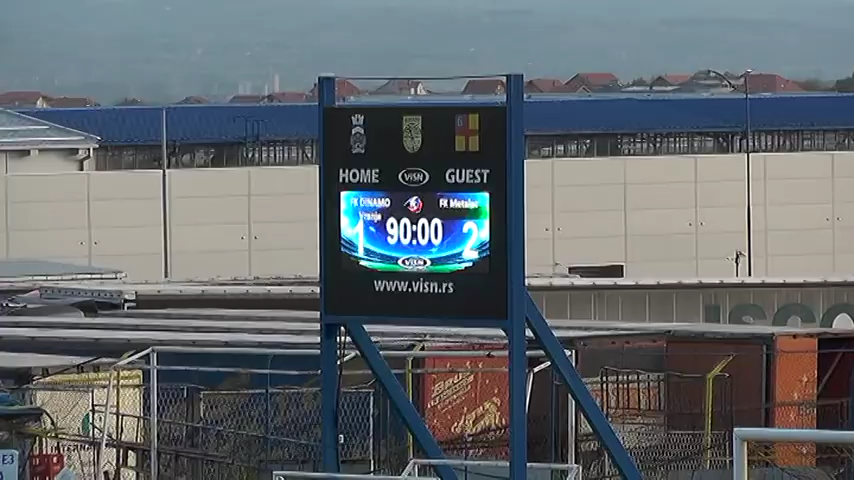 HOME VISN GUEST
FK DINAMO FK Metalac
Vranje
1 90:00 2
VISN
www.visn.rs
E3